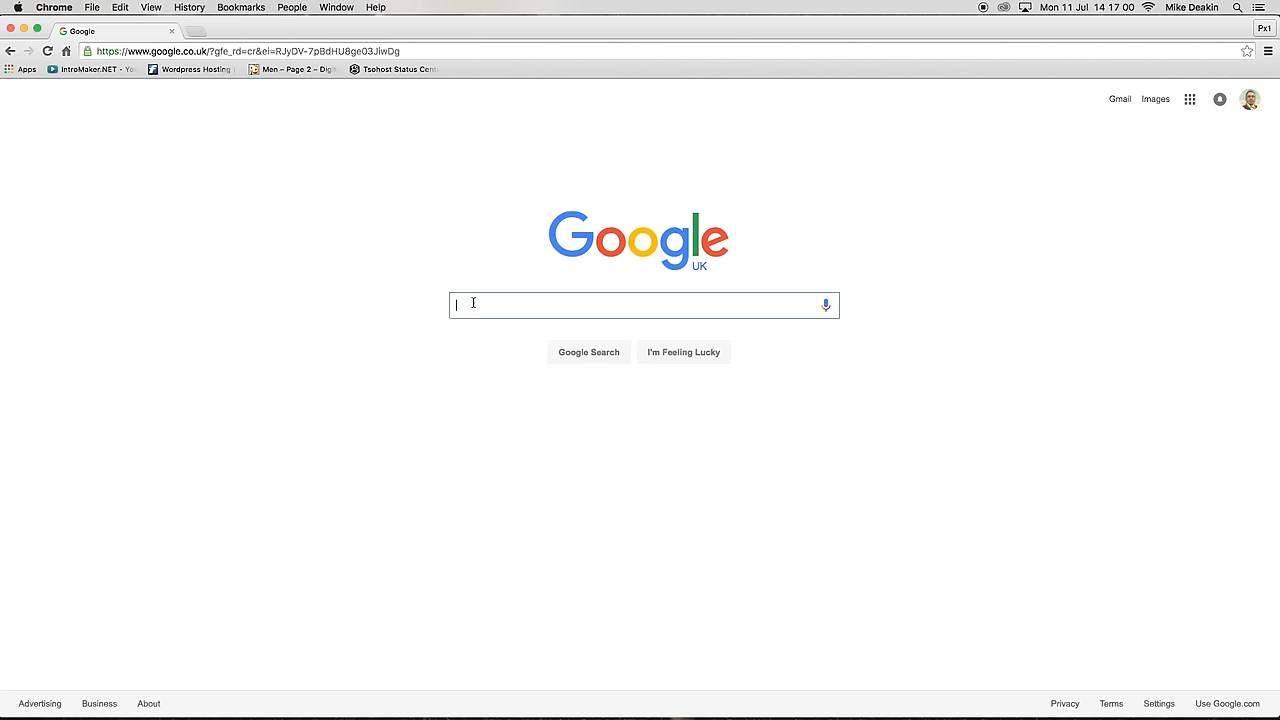 Chrome File Edit View History Bookmarks People Window Help Mon 11 Jul 14 17 00 Mike Deakin
Google Px1
https://www.google.co.uk/?gfe_rd=cr&ei=RJyDV-7pBdHU8ge03JiwDg
Apps IntroMaker.NET - Yo Wordpress Hosting Men – Page 2 – Digi Tsohost Status Cent
Gmail Images
Google
UK
Google Search I'm Feeling Lucky
Advertising Business About Privacy Terms Settings Use Google.com